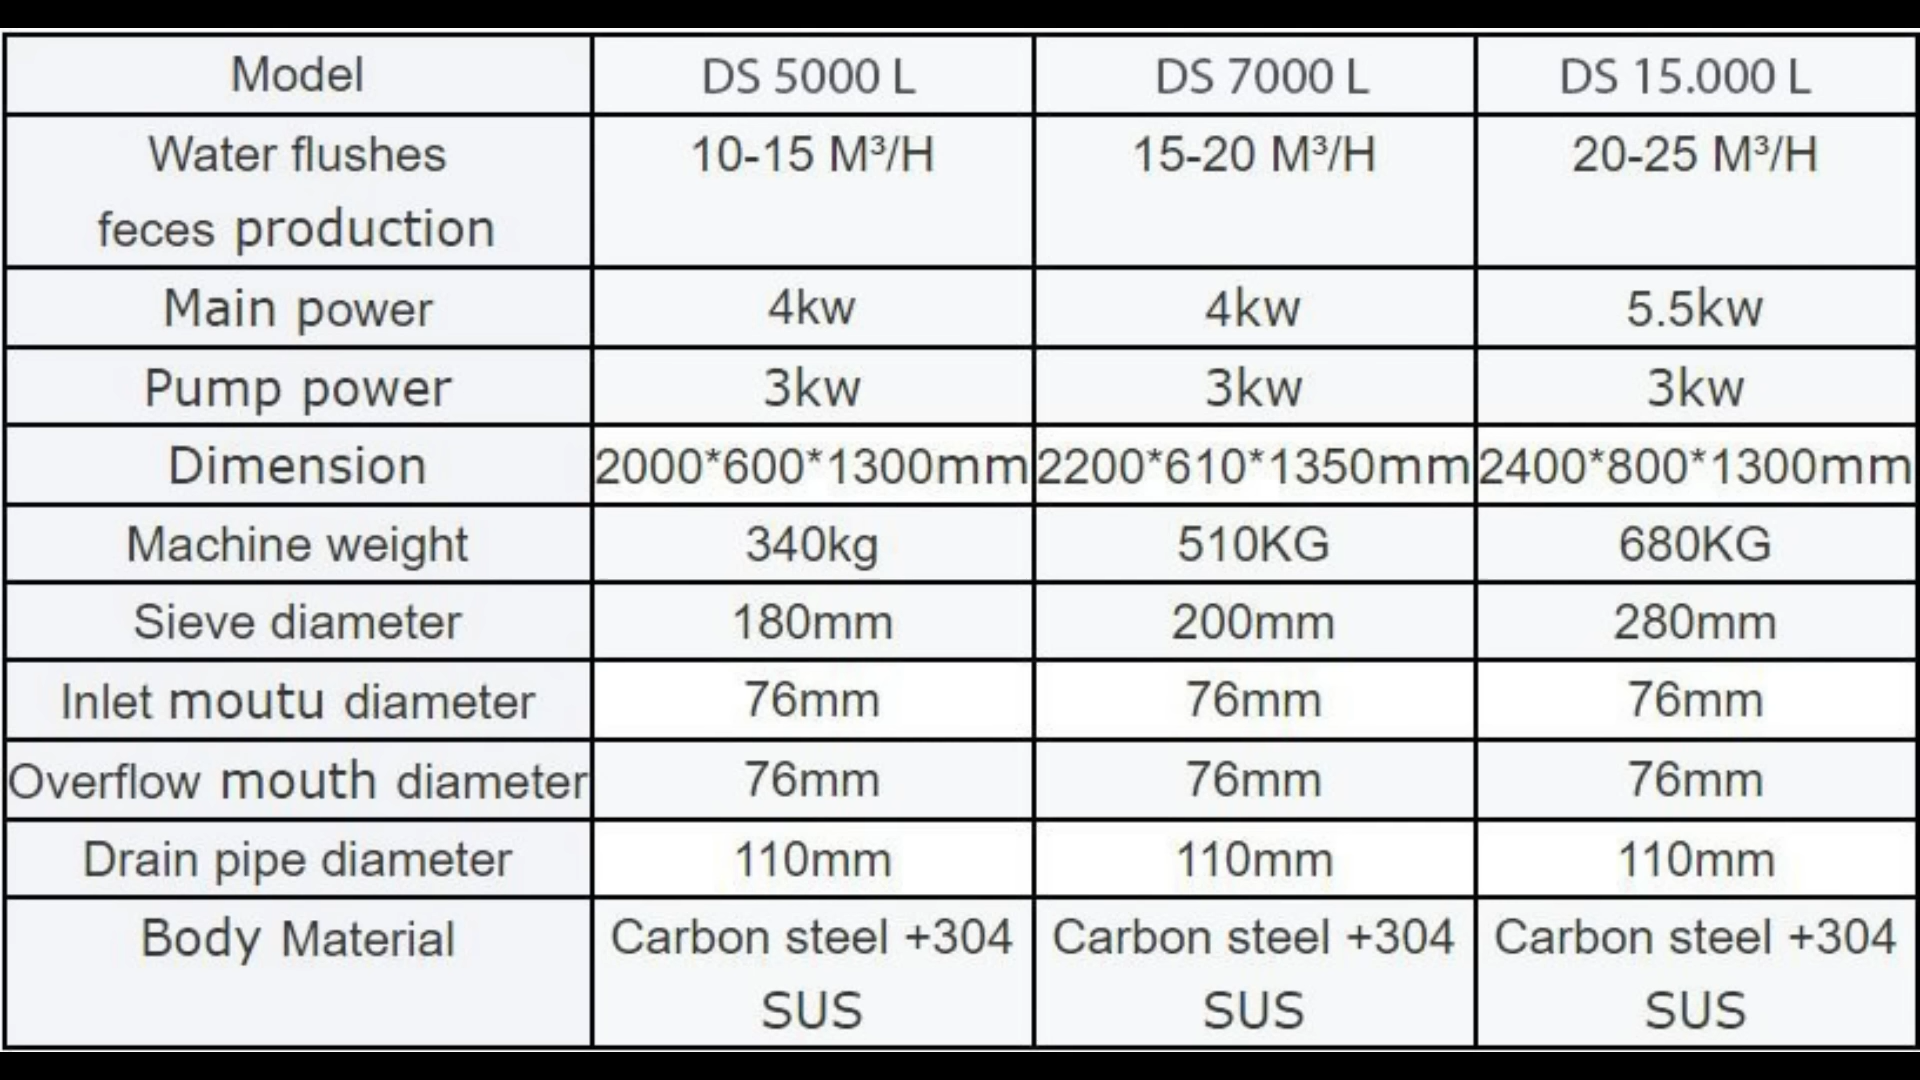 Model DS 5000 L DS 7000 L DS 15.000 L
Water flushes 10-15 M³/H 15-20 M³/H 20-25 M³/H
feces production
Main power 4kw 4kw 5.5kw
Pump power 3kw 3kw 3kw
Dimension 2000*600*1300mm 2200*610*1350mm 2400*800*1300mm
Machine weight 340kg 510KG 680KG
Sieve diameter 180mm 200mm 280mm
Inlet moutu diameter 76mm 76mm 76mm
Overflow mouth diameter 76mm 76mm 76mm
Drain pipe diameter 110mm 110mm 110mm
Body Material Carbon steel +304 Carbon steel +304 Carbon steel +304
SUS SUS SUS